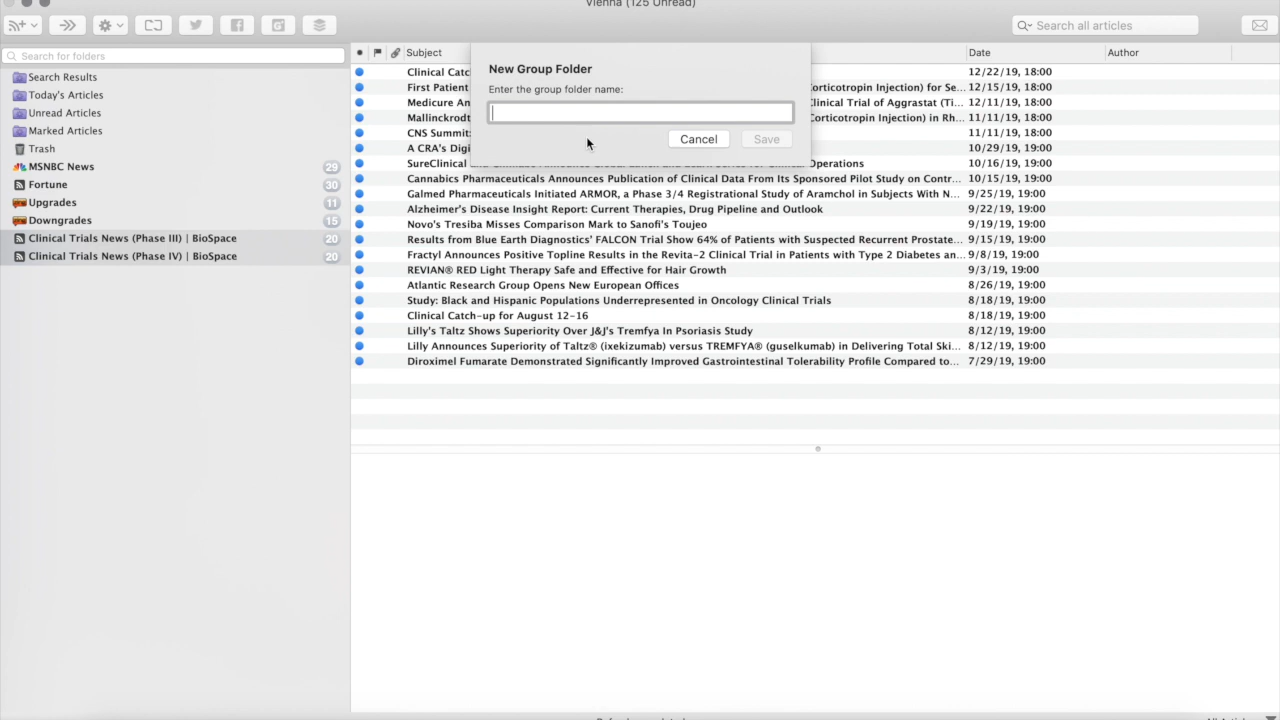 Vienna (125 Unread)
Search all articles
Search for folders
Search Results
Today's Articles
Unread Articles
Marked Articles
Trash
MSNBC News 29
Fortune 30
Upgrades 11
Downgrades 15
Clinical Trials News (Phase III) | BioSpace 20
Clinical Trials News (Phase IV) | BioSpace 20
Subject Date Author
New Group Folder
Enter the group folder name:
Cancel Save
Clinical Catc 12/22/19, 18:00
First Patient orticotropin Injection) for Se... 12/15/19, 18:00
Medicure An linical Trial of Aggrastat (Ti... 12/11/19, 18:00
Mallinckrodt orticotropin Injection) in Rh... 11/11/19, 18:00
CNS Summit: 11/11/19, 18:00
A CRA's Digi 10/29/19, 19:00
SureClinical Operations 10/16/19, 19:00
Cannabics Pharmaceuticals Announces Publication of Clinical Data From Its Sponsored Pilot Study on Contr... 10/15/19, 19:00
Galmed Pharmaceuticals Initiated ARMOR, a Phase 3/4 Registrational Study of Aramchol in Subjects With N... 9/25/19, 19:00
Alzheimer's Disease Insight Report: Current Therapies, Drug Pipeline and Outlook 9/22/19, 19:00
Novo's Tresiba Misses Comparison Mark to Sanofi's Toujeo 9/19/19, 19:00
Results from Blue Earth Diagnostics' FALCON Trial Show 64% of Patients with Suspected Recurrent Prostate... 9/15/19, 19:00
Fractyl Announces Positive Topline Results in the Revita-2 Clinical Trial in Patients with Type 2 Diabetes an... 9/8/19, 19:00
REVIAN® RED Light Therapy Safe and Effective for Hair Growth 9/3/19, 19:00
Atlantic Research Group Opens New European Offices 8/26/19, 19:00
Study: Black and Hispanic Populations Underrepresented in Oncology Clinical Trials 8/18/19, 19:00
Clinical Catch-up for August 12-16 8/18/19, 19:00
Lilly's Taltz Shows Superiority Over J&J's Tremfya In Psoriasis Study 8/12/19, 19:00
Lilly Announces Superiority of Taltz® (ixekizumab) versus TREMFYA® (guselkumab) in Delivering Total Ski... 8/12/19, 19:00
Diroximel Fumarate Demonstrated Significantly Improved Gastrointestinal Tolerability Profile Compared to... 7/29/19, 19:00